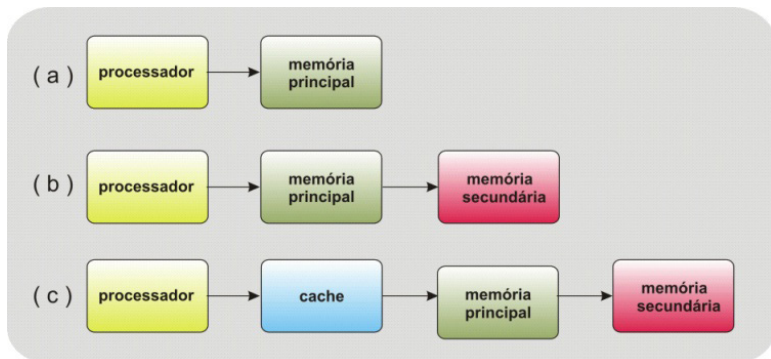 ( a )
processador
memória
principal
( b )
processador
memória
principal
memória
secundária
( c )
processador
cache
memória
principal
memória
secundária